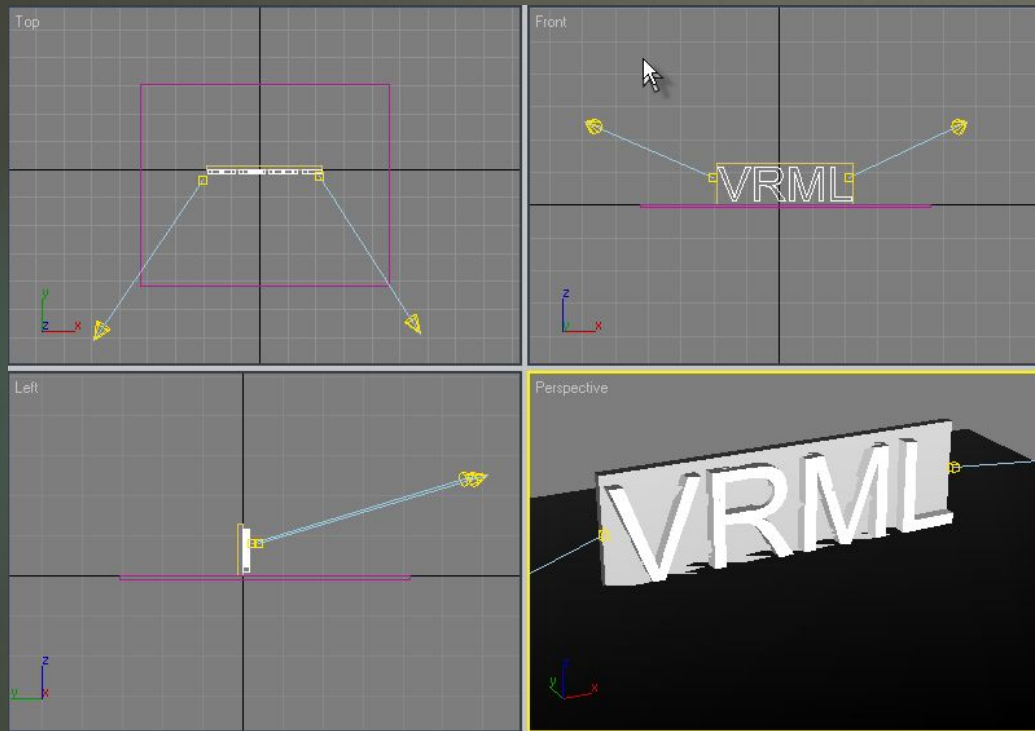 Top
Front
VRML
y
z x
z
y x
Left
Perspective
VRML
z
y x
z
y x